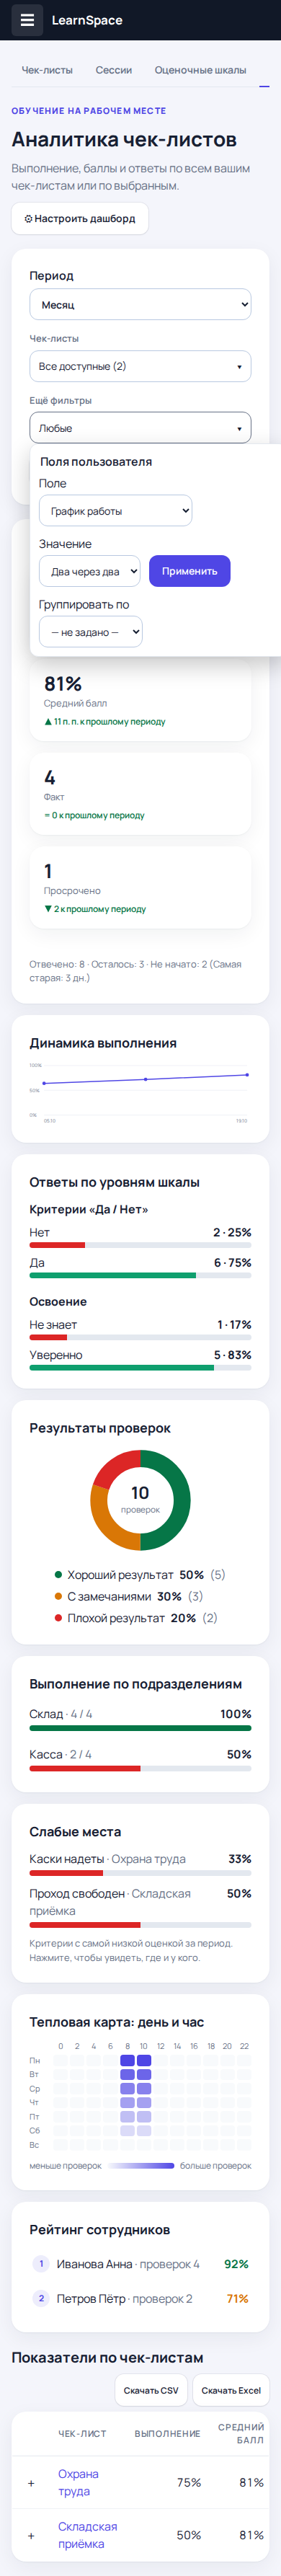 LearnSpace
Чек-листы Сессии Оценочные шкалы
ОБУЧЕНИЕ НА РАБОЧЕМ МЕСТЕ
Аналитика чек-листов
Выполнение, баллы и ответы по всем вашим
чек-листам или по выбранным.
Настроить дашборд
Период
Месяц
Чек-листы
Все доступные (2)
Ещё фильтры
Любые
Поля пользователя
Поле
График работы
Значение
Два через два
Применить
Группировать по
— не задано —
81%
Средний балл
▲ 11 п. п. к прошлому периоду
4
Факт
= 0 к прошлому периоду
1
Просрочено
▼ 2 к прошлому периоду
Отвечено: 8 · Осталось: 3 · Не начато: 2 (Самая
старая: 3 дн.)
Динамика выполнения
100%
50%
0%
Ответы по уровням шкалы
Критерии «Да / Нет»
Нет 2 · 25%
Да 6 · 75%
Освоение
Не знает 1 · 17%
Уверенно 5 · 83%
Результаты проверок
10
проверок
Хороший результат 50% (5)
С замечаниями 30% (3)
Плохой результат 20% (2)
Выполнение по подразделениям
Склад · 4 / 4 100%
Касса · 2 / 4 50%
Слабые места
Каски надеты · Охрана труда 33%
Проход свободен · Складская
приёмка 50%
Критерии с самой низкой оценкой за период.
Нажмите, чтобы увидеть, где и у кого.
Тепловая карта: день и час
0 2 4 6 8 10 12 14 16 18 20 22
Пн
Вт
Ср
Чт
Пт
Сб
Вс
меньше проверок больше проверок
Рейтинг сотрудников
1 Иванова Анна · проверок 4 92%
2 Петров Пётр · проверок 2 71%
Показатели по чек-листам
Скачать CSV Скачать Excel
ЧЕК-ЛИСТ ВЫПОЛНЕНИЕ СРЕДНИЙ
БАЛЛ
+ Охрана
труда 75% 81%
+ Складская
приёмка 50% 81%